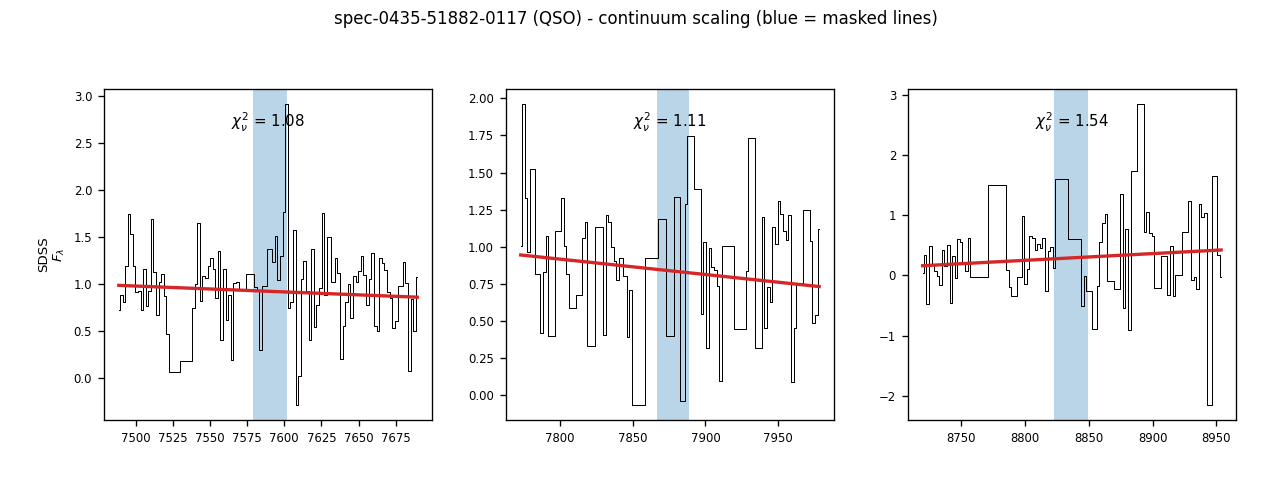 spec-0435-51882-0117 (QSO) - continuum scaling (blue = masked lines)
SDSS
Fλ
3.0
2.5
2.0
1.5
1.0
0.5
0.0
χ²ν = 1.08
7500 7525 7550 7575 7600 7625 7650 7675
2.00
1.75
1.50
1.25
1.00
0.75
0.50
0.25
0.00
χ²ν = 1.11
7800 7850 7900 7950
3
2
1
0
−1
−2
χ²ν = 1.54
8750 8800 8850 8900 8950